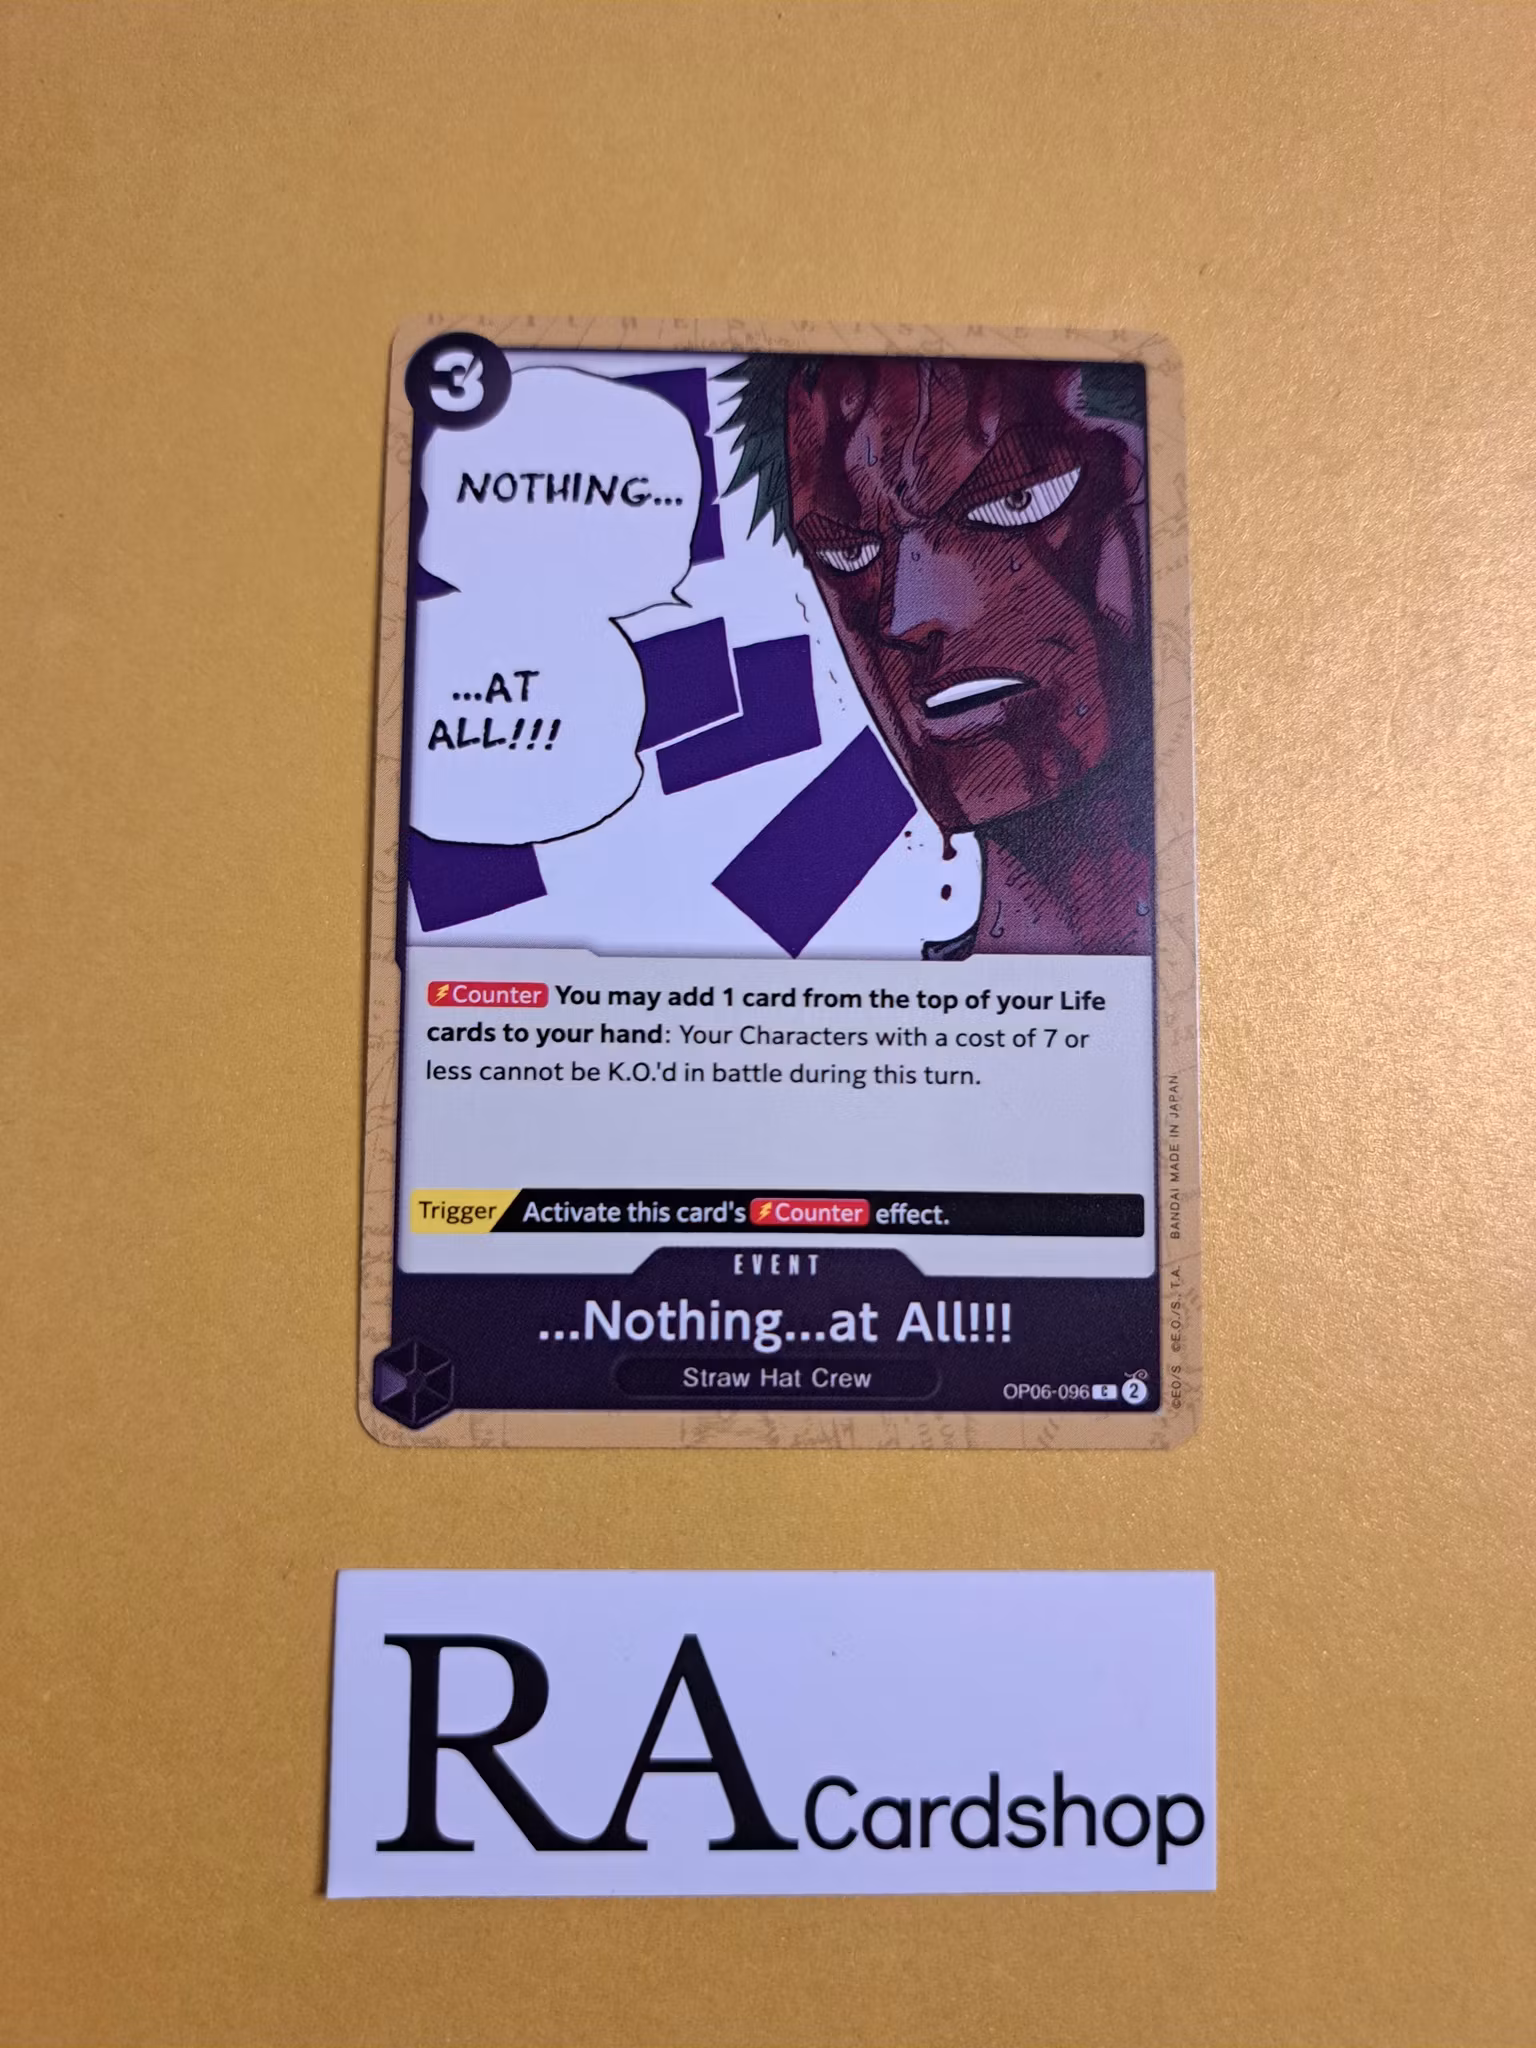 3
NOTHING...
...AT
ALL!!!
Counter You may add 1 card from the top of your Life
cards to your hand: Your Characters with a cost of 7 or
less cannot be K.O.'d in battle during this turn.
Trigger Activate this card's Counter effect.
EVENT
...Nothing...at All!!!
Straw Hat Crew
OP06-096 C 2
©EO/S ©E.O./S., T.A. BANDAI MADE IN JAPAN
RA Cardshop